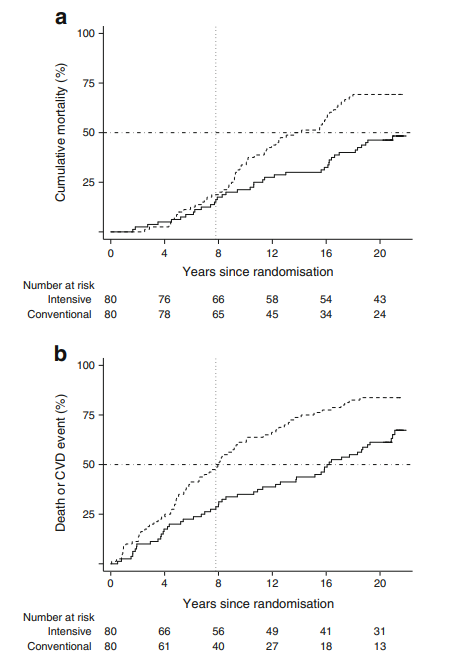 a
100
75
50
25
Cumulative mortality (%)
0 4 8 12 16 20
Years since randomisation
Number at risk
Intensive 80 76 66 58 54 43
Conventional 80 78 65 45 34 24
b
100
75
50
25
Death or CVD event (%)
0 4 8 12 16 20
Years since randomisation
Number at risk
Intensive 80 66 56 49 41 31
Conventional 80 61 40 27 18 13